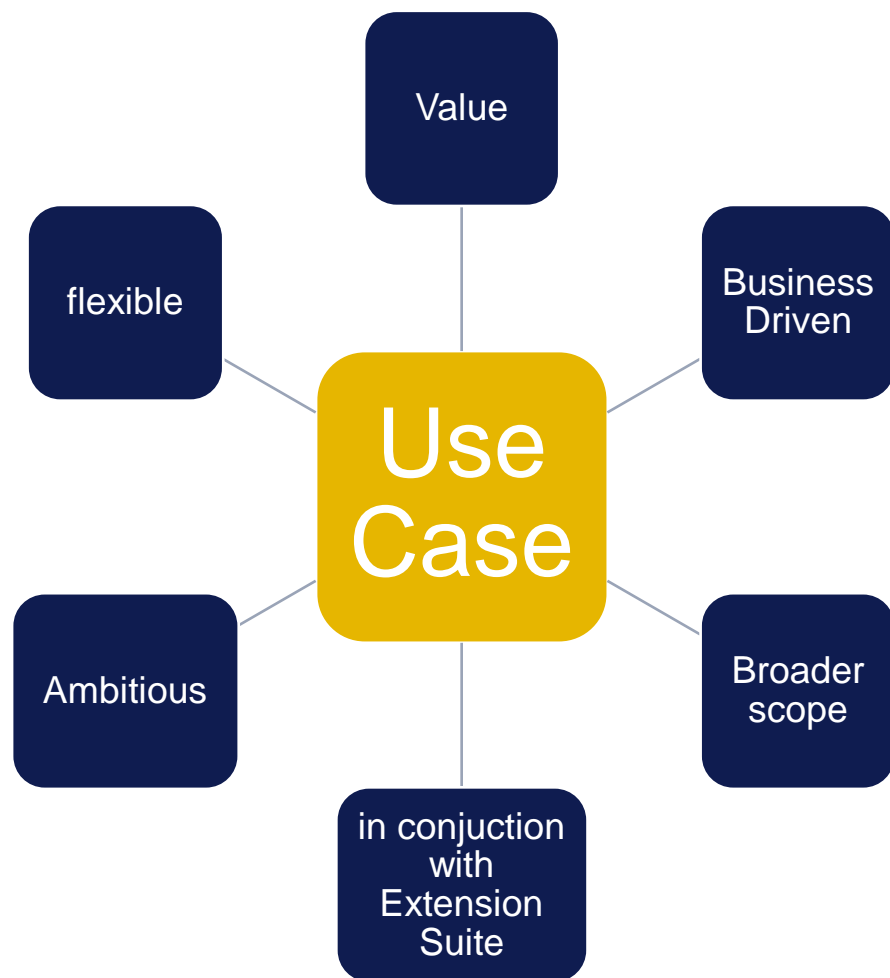 Value
flexible
Business
Driven
Use
Case
Ambitious
Broader
scope
in conjuction
with
Extension
Suite